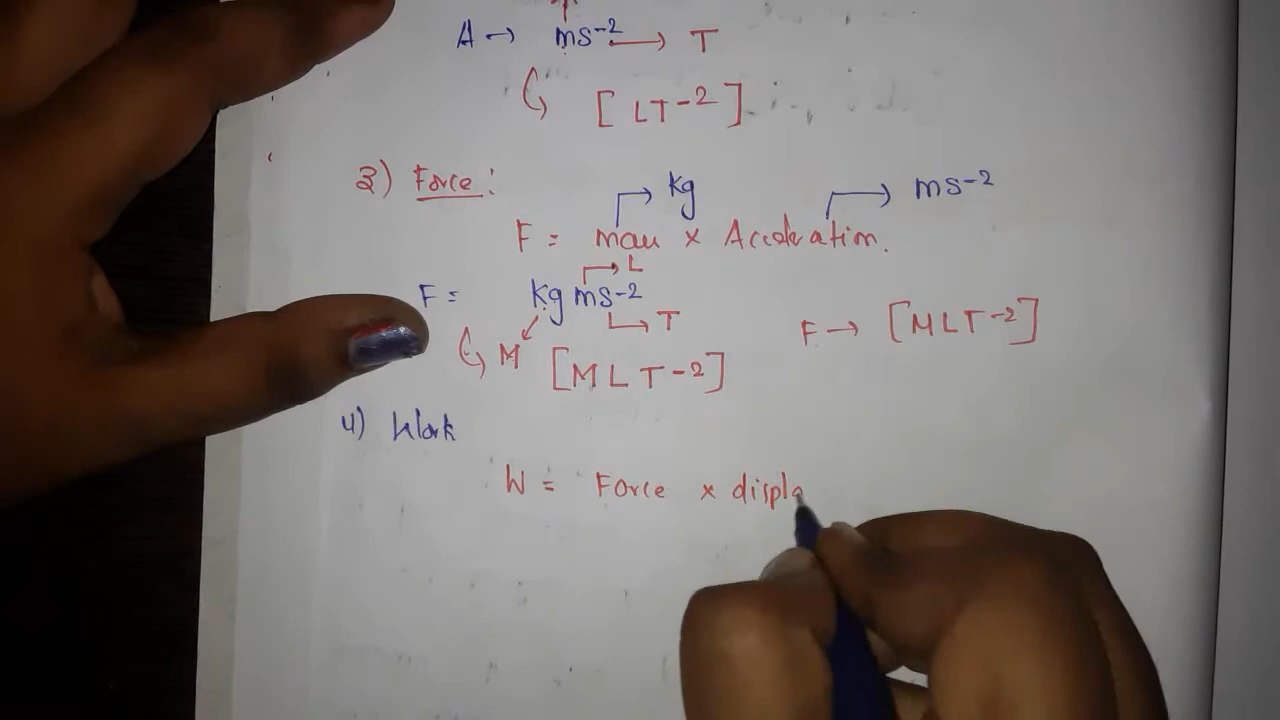 A → ms-2 → T
[LT-2]
3) Force:
kg ms-2
F = mass × Acceleration.
L
F = kg ms-2
T F → [MLT-2]
M [MLT-2]
4) Work
W = Force × displa